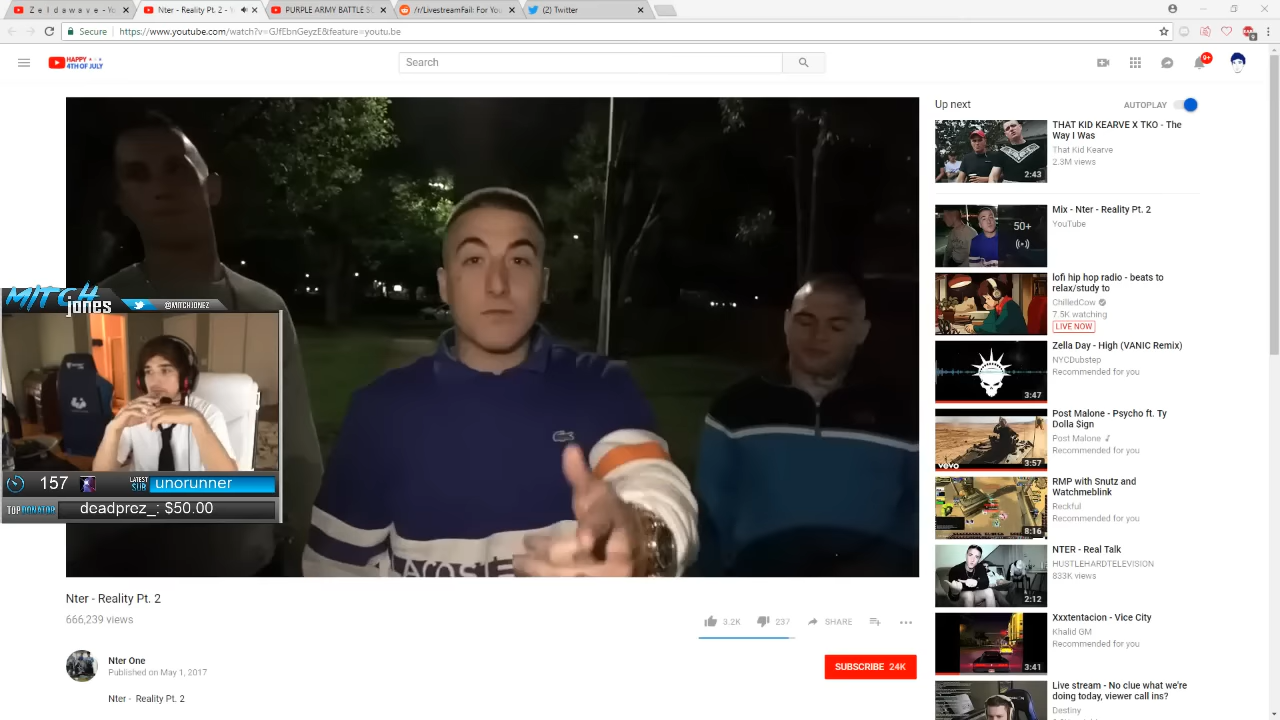 Z e l d a w a v e - Yo
Nter - Reality Pt. 2 - Y
PURPLE ARMY BATTLE SC
/r/LivestreamFail: For You
(2) Twitter
Secure
https://www.youtube.com/watch?v=GJfEbnGeyzE&feature=youtu.be
HAPPY
4TH OF JULY
Search
9+
Up next
AUTOPLAY
THAT KID KEARVE X TKO - The
Way I Was
That Kid Kearve
2.3M views
2:43
Mix - Nter - Reality Pt. 2
YouTube
50+
lofi hip hop radio - beats to
relax/study to
ChilledCow
7.5K watching
LIVE NOW
Zella Day - High (VANIC Remix)
NYCDubstep
Recommended for you
3:47
Post Malone - Psycho ft. Ty
Dolla $ign
Post Malone
Recommended for you
vevo
3:57
RMP with Snutz and
Watchmeblink
Reckful
Recommended for you
8:16
NTER - Real Talk
HUSTLEHARDTELEVISION
833K views
2:12
Xxxtentacion - Vice City
Khalid GM
Recommended for you
3:41
Live stream - No clue what we're
doing today, viewer call ins?
Destiny
MITCH
jones
@MITCHJONEZ
157
LATEST
SUB
unorunner
TOP DONATOR
deadprez_: $50.00
LACOSTE
Nter - Reality Pt. 2
666,239 views
3.2K
237
SHARE
Nter One
Published on May 1, 2017
SUBSCRIBE 24K
Nter - Reality Pt. 2